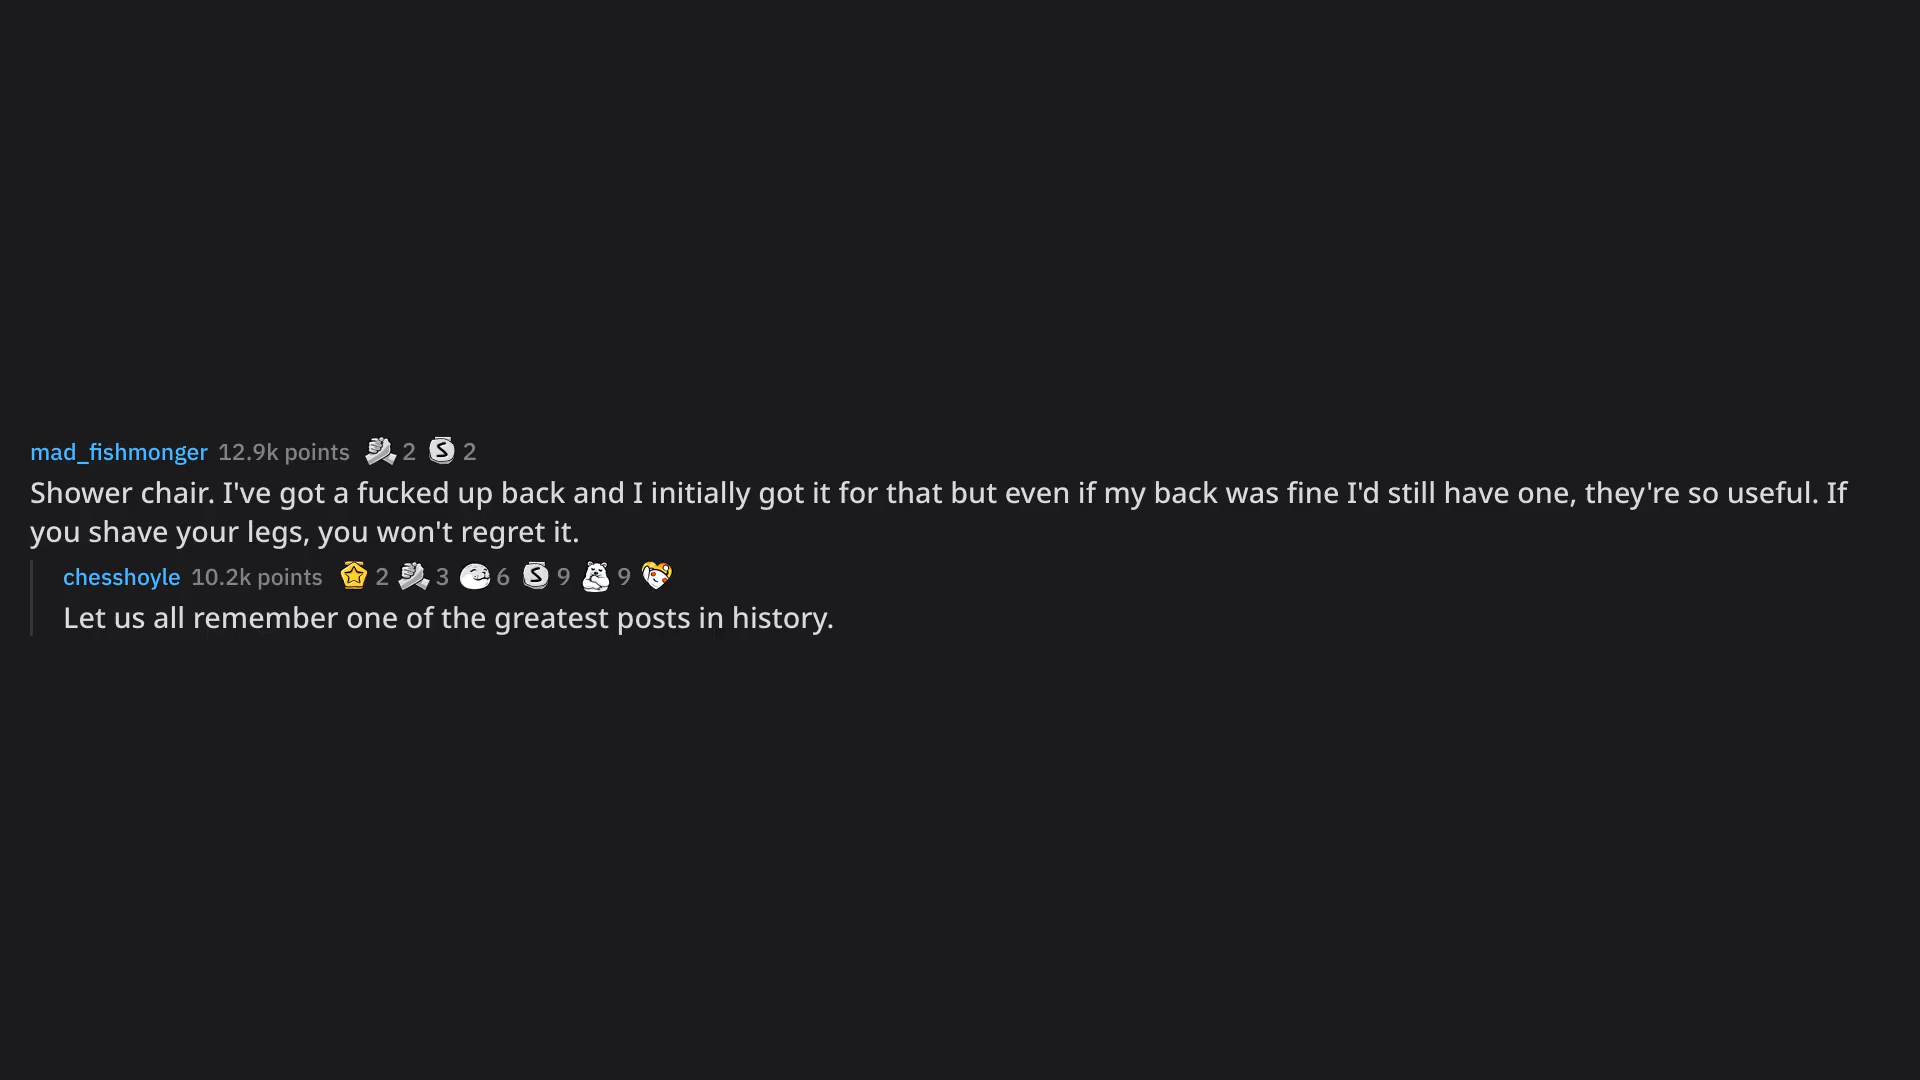 mad_fishmonger 12.9k points 2 S 2
Shower chair. I've got a fucked up back and I initially got it for that but even if my back was fine I'd still have one, they're so useful. If
you shave your legs, you won't regret it.
chesshoyle 10.2k points 2 3 6 S 9 9
Let us all remember one of the greatest posts in history.